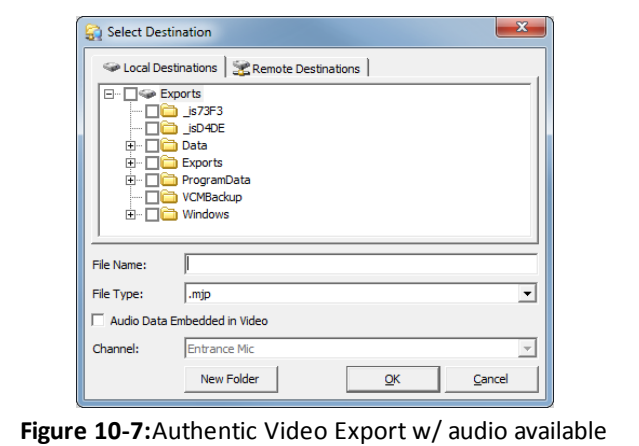 Select Destination
Local Destinations Remote Destinations
Exports
_is73F3
_isD4DE
Data
Exports
ProgramData
VCMBackup
Windows
File Name:
File Type: .mjp
Audio Data Embedded in Video
Channel: Entrance Mic
New Folder OK Cancel
Figure 10-7:Authentic Video Export w/ audio available